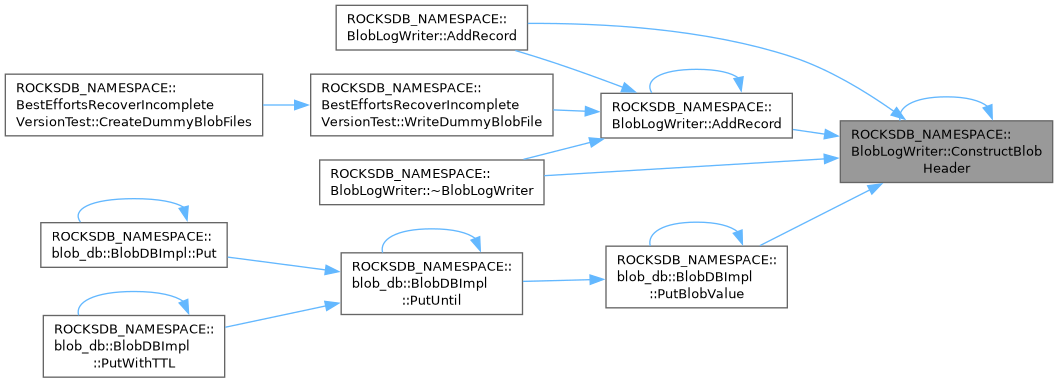 ROCKSDB_NAMESPACE::
BlobLogWriter::AddRecord
ROCKSDB_NAMESPACE::
BestEffortsRecoverIncomplete
VersionTest::CreateDummyBlobFiles
ROCKSDB_NAMESPACE::
BestEffortsRecoverIncomplete
VersionTest::WriteDummyBlobFile
ROCKSDB_NAMESPACE::
BlobLogWriter::AddRecord
ROCKSDB_NAMESPACE::
BlobLogWriter::ConstructBlob
Header
ROCKSDB_NAMESPACE::
BlobLogWriter::~BlobLogWriter
ROCKSDB_NAMESPACE::
blob_db::BlobDBImpl::Put
ROCKSDB_NAMESPACE::
blob_db::BlobDBImpl
::PutUntil
ROCKSDB_NAMESPACE::
blob_db::BlobDBImpl
::PutBlobValue
ROCKSDB_NAMESPACE::
blob_db::BlobDBImpl
::PutWithTTL